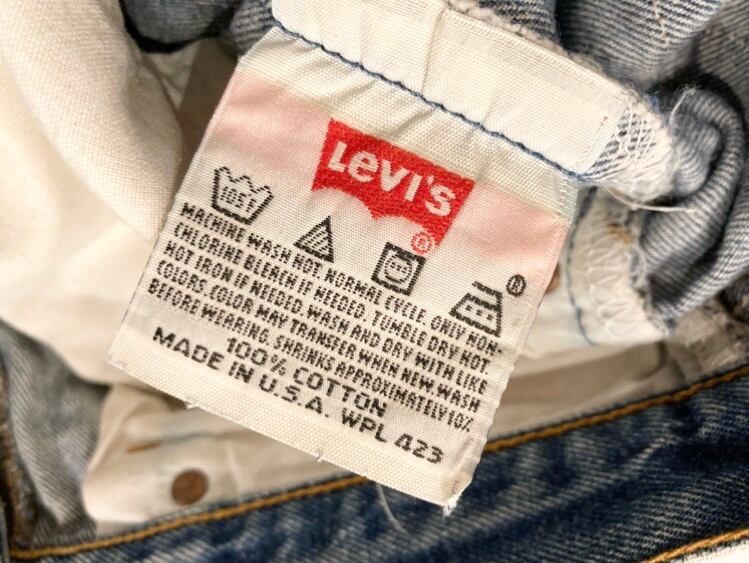 Levi's
®
105F
N
MACHINE WASH HOT, NORMAL CYCLE. ONLY NON-
CHLORINE BLEACH IF NEEDED. TUMBLE DRY HOT.
HOT IRON IF NEEDED. WASH AND DRY WITH LIKE
COLORS. COLOR MAY TRANSFER WHEN NEW. WASH
BEFORE WEARING. SHRINKS APPROXIMATELY 10%
100% COTTON
MADE IN U.S.A. WPL 423